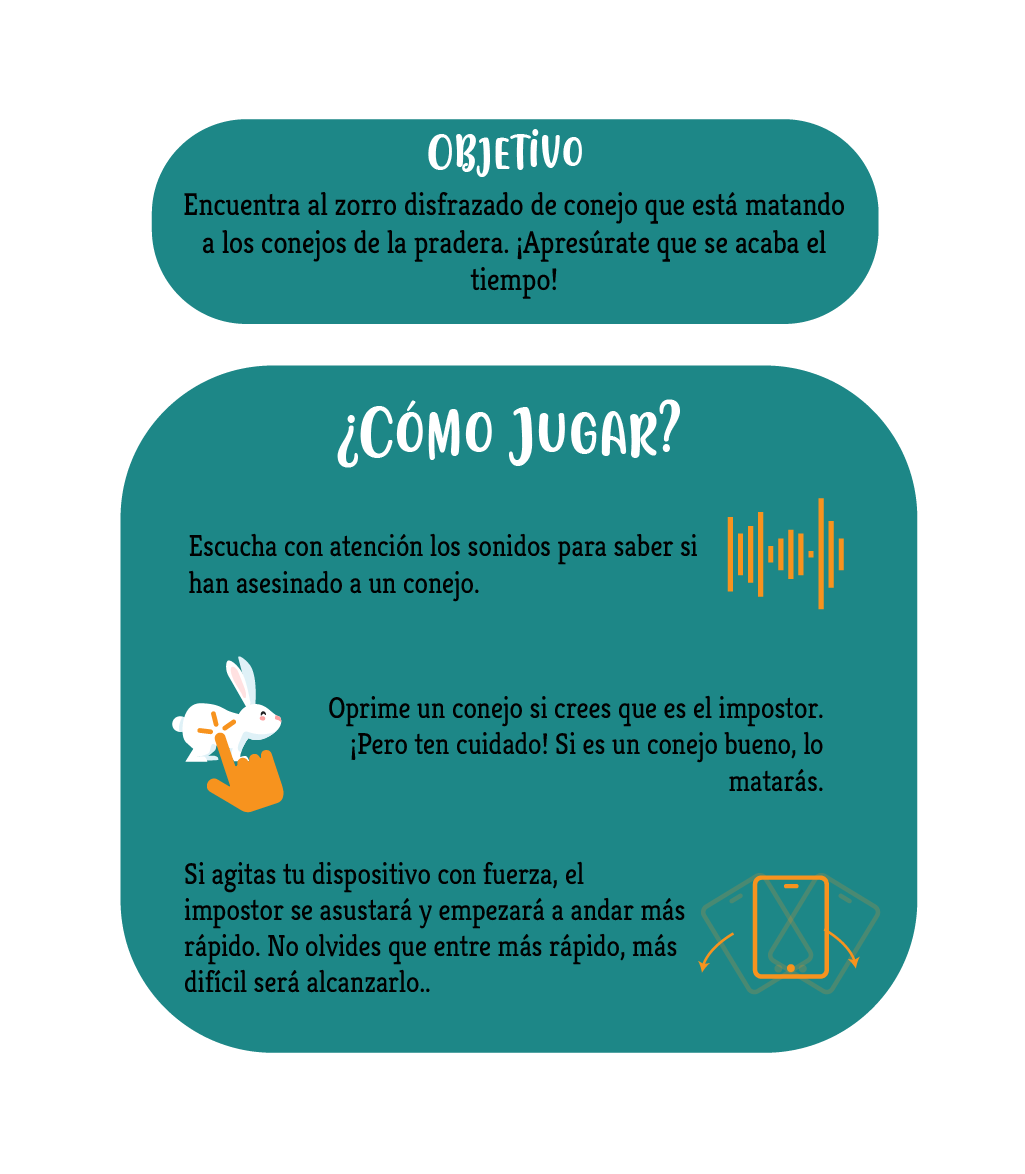 OBJETIVO
Encuentra al zorro disfrazado de conejo que está matando
a los conejos de la pradera. ¡Apresúrate que se acaba el
tiempo!
¿CÓMO JUGAR?
Escucha con atención los sonidos para saber si
han asesinado a un conejo.
Oprime un conejo si crees que es el impostor.
¡Pero ten cuidado! Si es un conejo bueno, lo
matarás.
Si agitas tu dispositivo con fuerza, el
impostor se asustará y empezará a andar más
rápido. No olvides que entre más rápido, más
difícil será alcanzarlo..